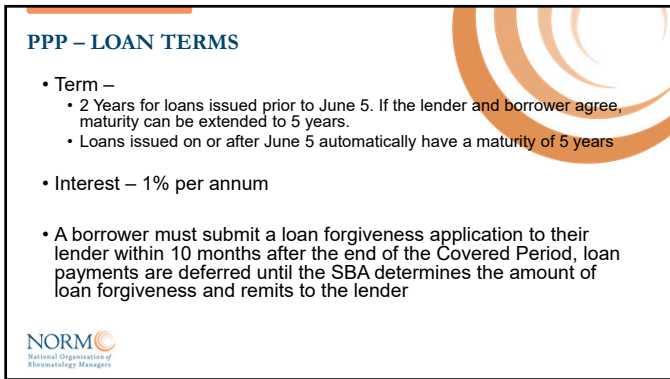 PPP – LOAN TERMS
• Term –
• 2 Years for loans issued prior to June 5. If the lender and borrower agree,
maturity can be extended to 5 years.
• Loans issued on or after June 5 automatically have a maturity of 5 years
• Interest – 1% per annum
• A borrower must submit a loan forgiveness application to their
lender within 10 months after the end of the Covered Period, loan
payments are deferred until the SBA determines the amount of
loan forgiveness and remits to the lender
NORM
National Organization of
Rheumatology Managers